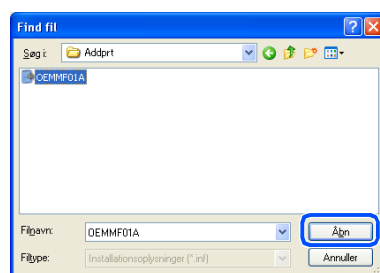 Find fil
Søg i: Addprt
OEMMF01A
Filnavn: OEMMF01A Åbn
Filtype: Installationsoplysninger (*.inf) Annuller